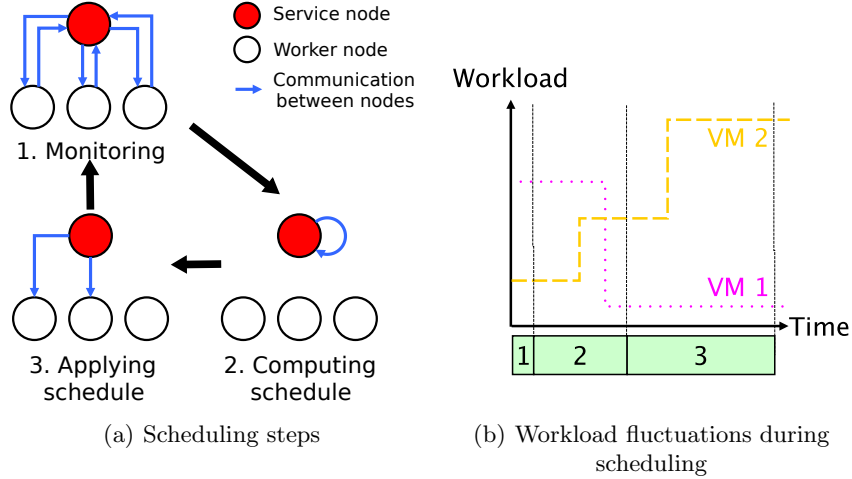 Service node
Worker node
Communication
between nodes
1. Monitoring
3. Applying
schedule
2. Computing
schedule
(a) Scheduling steps
Workload
VM 2
VM 1
Time
1 2 3
(b) Workload fluctuations during
scheduling